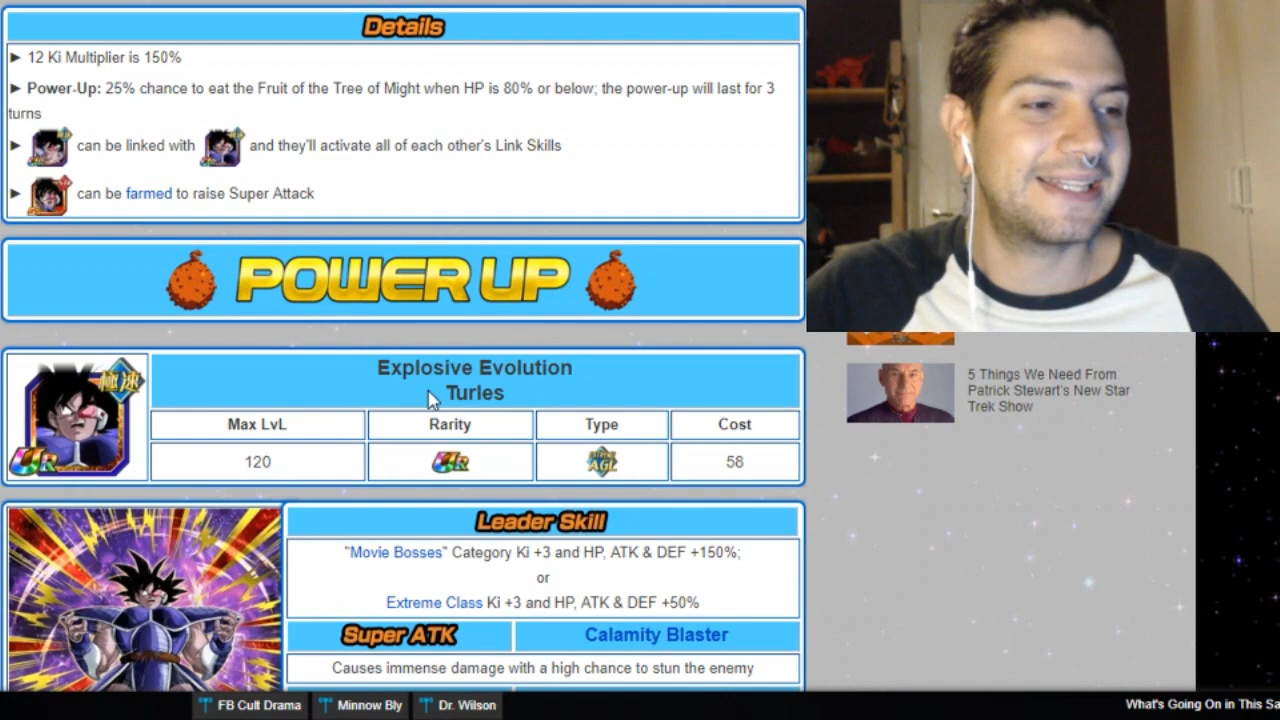 Details
► 12 Ki Multiplier is 150%
► Power-Up: 25% chance to eat the Fruit of the Tree of Might when HP is 80% or below; the power-up will last for 3
turns
► can be linked with and they'll activate all of each other's Link Skills
► can be farmed to raise Super Attack
POWER UP
Explosive Evolution
Turles
Max LvL Rarity Type Cost
120 UR SUPER AGL 58
極速
UR
Leader Skill
"Movie Bosses" Category Ki +3 and HP, ATK & DEF +150%;
or
Extreme Class Ki +3 and HP, ATK & DEF +50%
Super ATK Calamity Blaster
Causes immense damage with a high chance to stun the enemy
5 Things We Need From
Patrick Stewart's New Star
Trek Show
FB Cult Drama Minnow Bly Dr. Wilson
What's Going On in This Sa